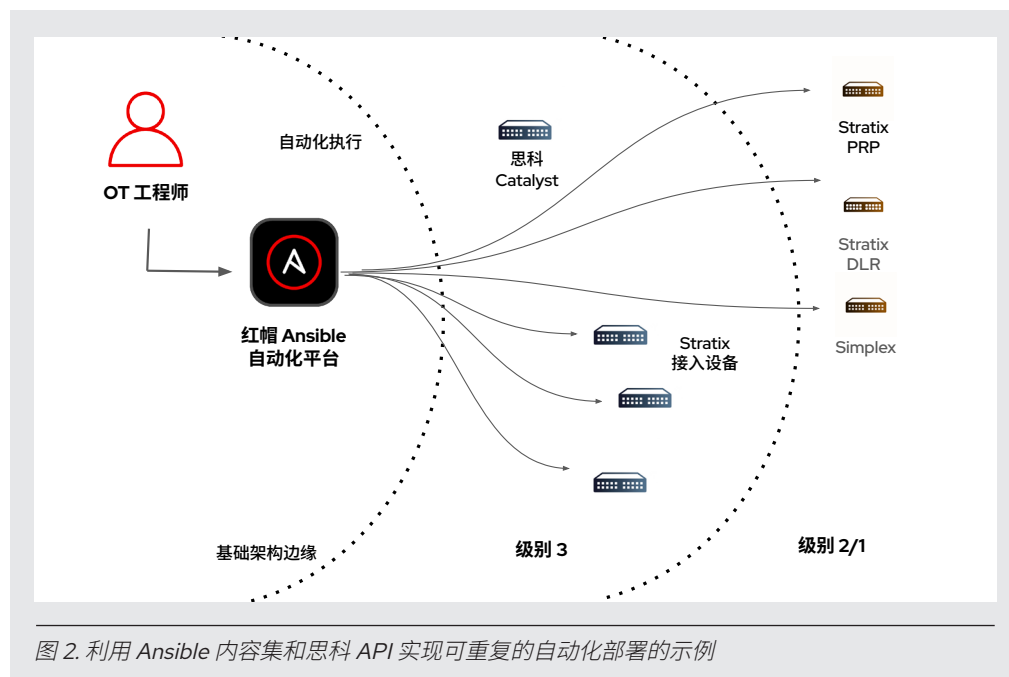 OT 工程师
自动化执行
红帽 Ansible
自动化平台
基础架构边缘
思科
Catalyst
Stratix
接入设备
级别 3
Stratix
PRP
Stratix
DLR
Simplex
级别 2/1
图 2. 利用 Ansible 内容集和思科 API 实现可重复的自动化部署的示例